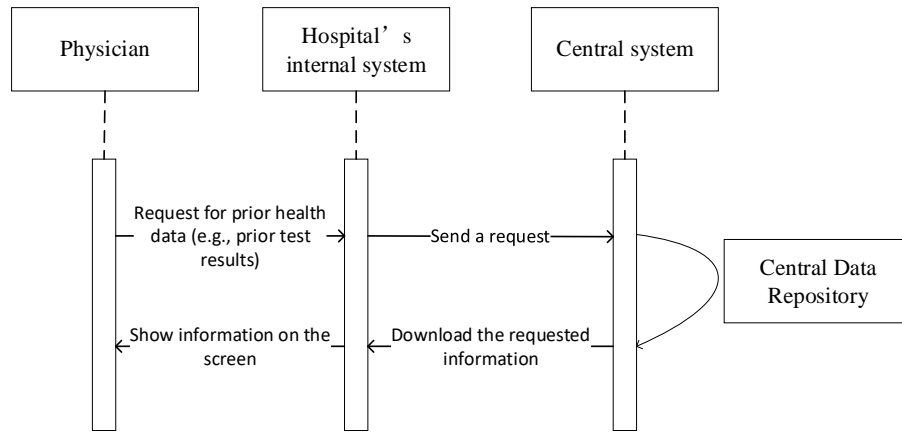 Physician
Hospital’s
internal system
Central system
Request for prior health
data (e.g., prior test
results)
Send a request
Central Data
Repository
Show information on the
screen
Download the requested
information